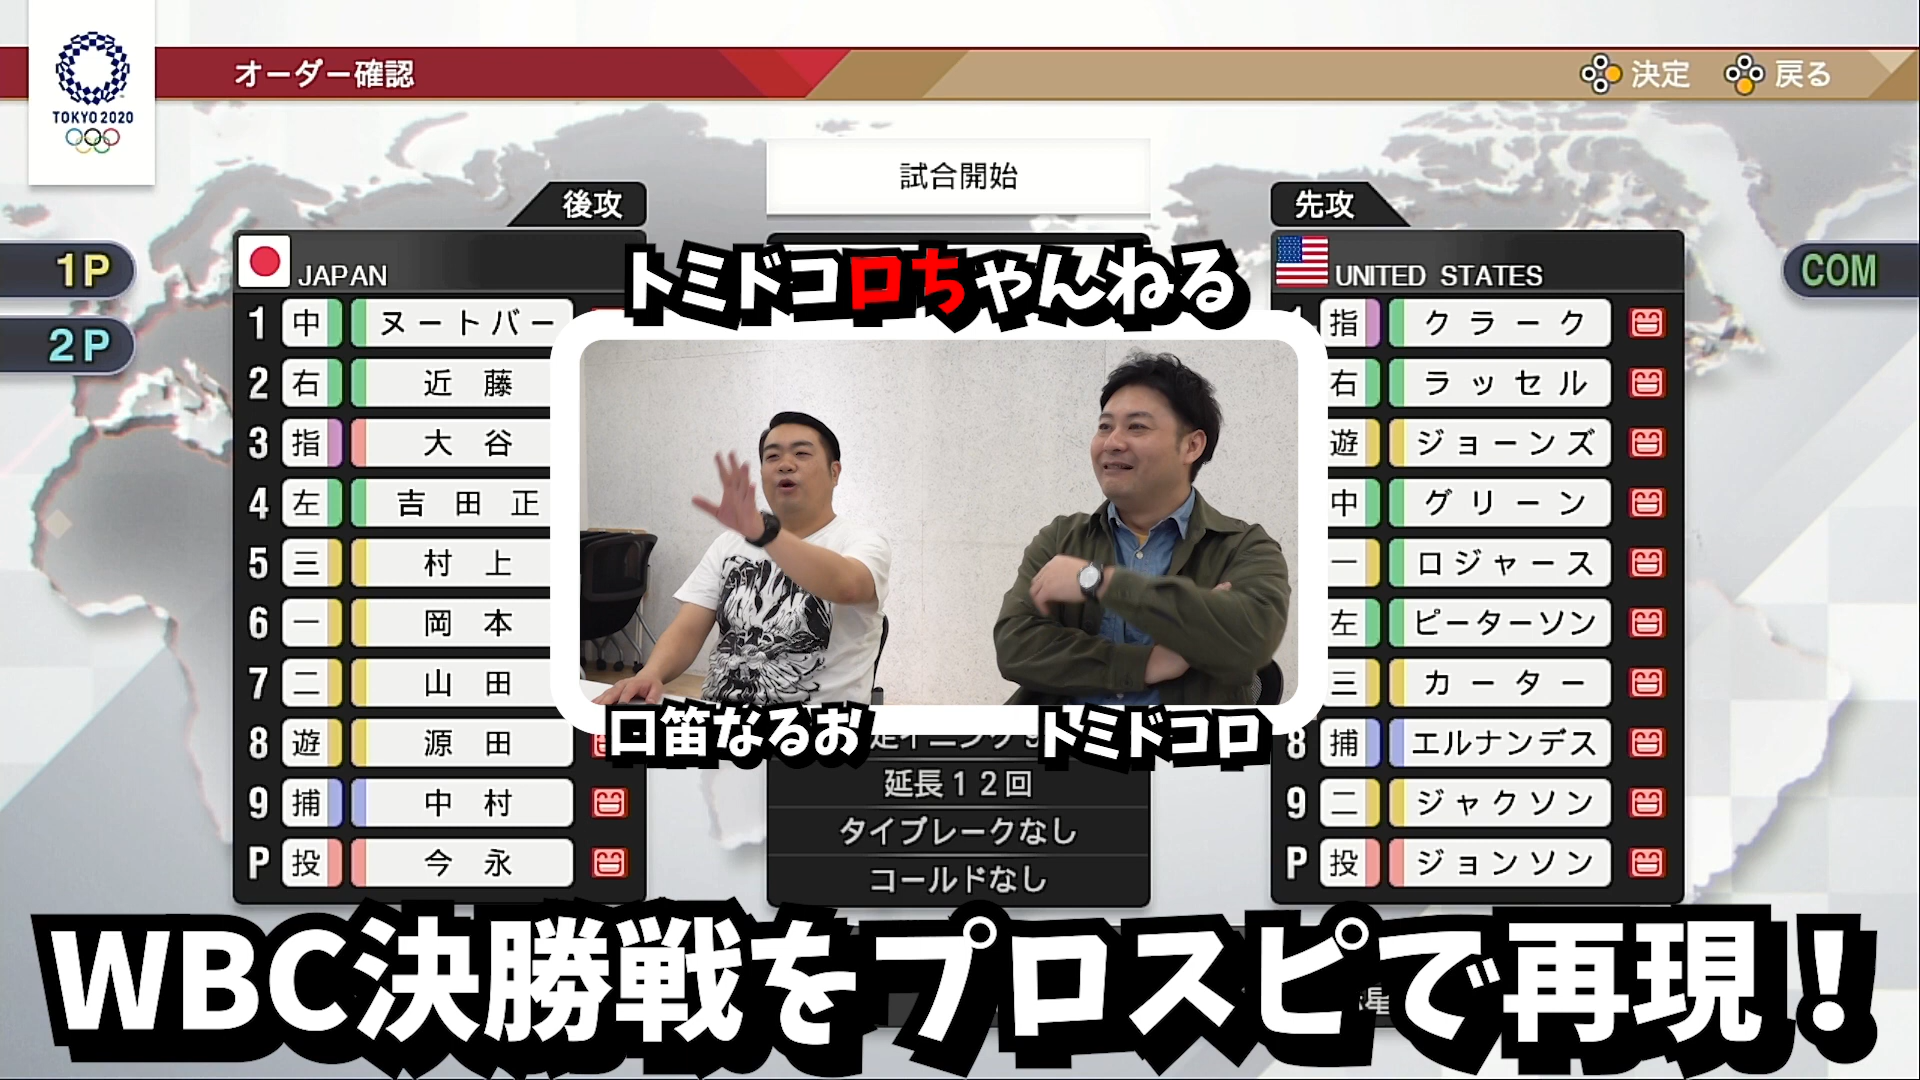 オーダー確認
決定
戻る
TOKYO 2020
試合開始
後攻
先攻
1P
2P
COM
JAPAN
UNITED STATES
トミドコロちゃんねる
1 中 ヌートバー
2 右 近藤
3 指 大谷
4 左 吉田正
5 三 村上
6 一 岡本
7 二 山田
8 遊 源田
9 捕 中村
P 投 今永
指 クラーク
右 ラッセル
遊 ジョーンズ
中 グリーン
一 ロジャース
左 ピーターソン
三 カーター
8 捕 エルナンデス
9 二 ジャクソン
P 投 ジョンソン
口笛なるお
トミドコロ
延長12回
タイブレークなし
コールドなし
WBC決勝戦をプロスピで再現!